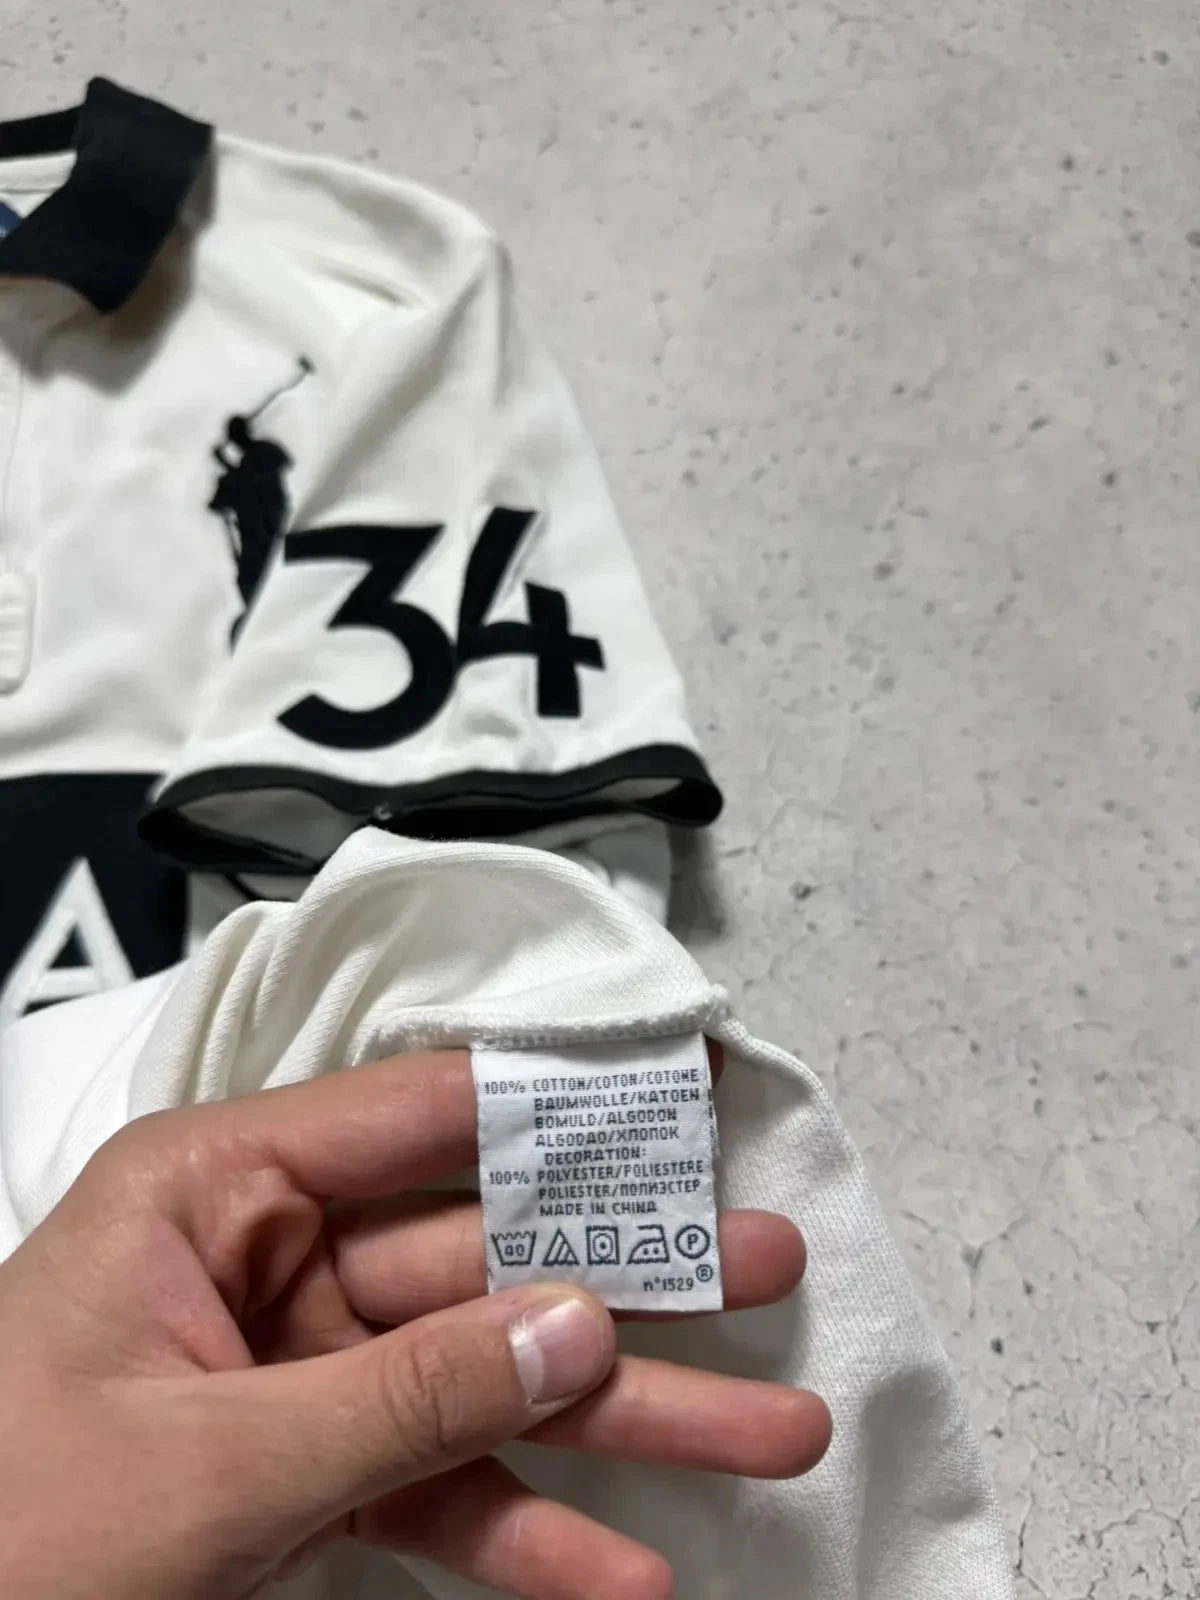 34
A
100% COTTON/COTON/COTONE
BAUMWOLLE/KATOEN
BOMULD/ALGODON
ALGODAO/ХЛОПОК
DECORATION:
100% POLYESTER/POLIESTERE
POLIESTER/ПОЛИЭСТЕР
MADE IN CHINA
40 P
n°1529 ®